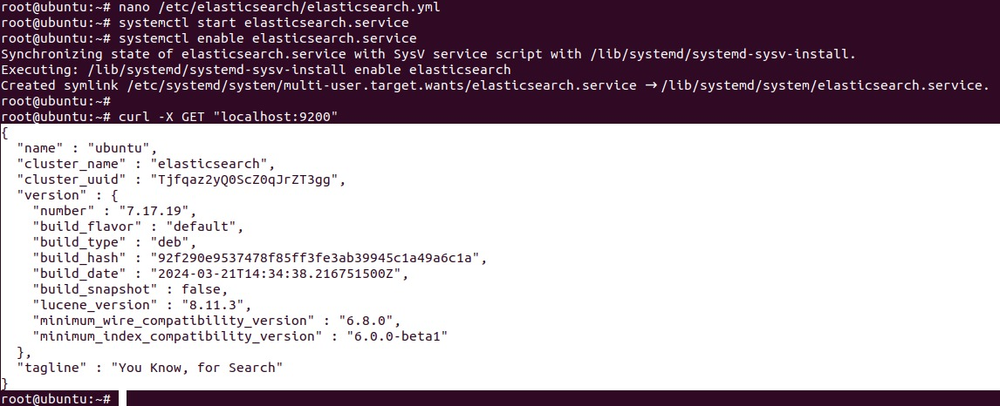 root@ubuntu:~# nano /etc/elasticsearch/elasticsearch.yml
root@ubuntu:~# systemctl start elasticsearch.service
root@ubuntu:~# systemctl enable elasticsearch.service
Synchronizing state of elasticsearch.service with SysV service script with /lib/systemd/systemd-sysv-install.
Executing: /lib/systemd/systemd-sysv-install enable elasticsearch
Created symlink /etc/systemd/system/multi-user.target.wants/elasticsearch.service → /lib/systemd/system/elasticsearch.service.
root@ubuntu:~#
root@ubuntu:~# curl -X GET "localhost:9200"
{
  "name" : "ubuntu",
  "cluster_name" : "elasticsearch",
  "cluster_uuid" : "Tjfqaz2yQ0ScZ0qJrZT3gg",
  "version" : {
    "number" : "7.17.19",
    "build_flavor" : "default",
    "build_type" : "deb",
    "build_hash" : "92f290e9537478f85ff3fe3ab39945c1a49a6c1a",
    "build_date" : "2024-03-21T14:34:38.216751500Z",
    "build_snapshot" : false,
    "lucene_version" : "8.11.3",
    "minimum_wire_compatibility_version" : "6.8.0",
    "minimum_index_compatibility_version" : "6.0.0-beta1"
  },
  "tagline" : "You Know, for Search"
}
root@ubuntu:~#